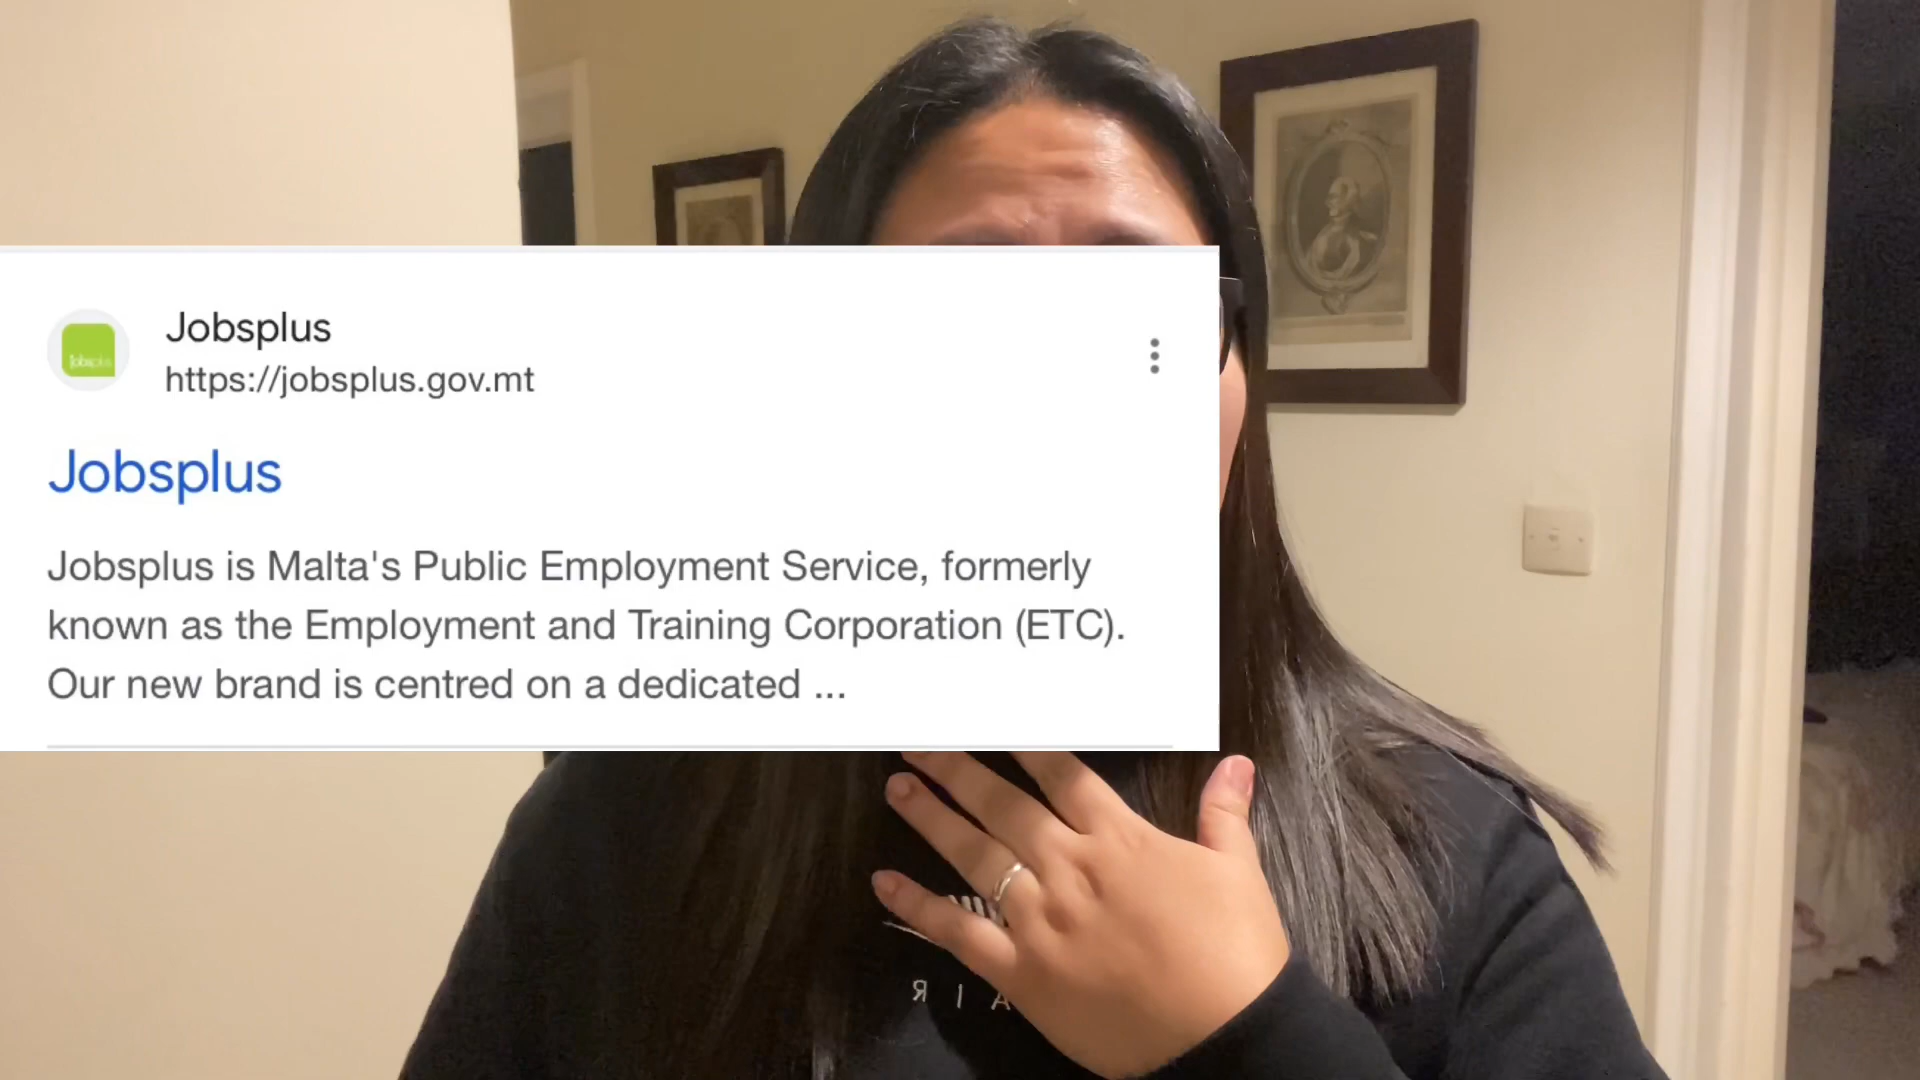 Jobsplus
https://jobsplus.gov.mt
jobsplus
Jobsplus
Jobsplus is Malta's Public Employment Service, formerly
known as the Employment and Training Corporation (ETC).
Our new brand is centred on a dedicated ...